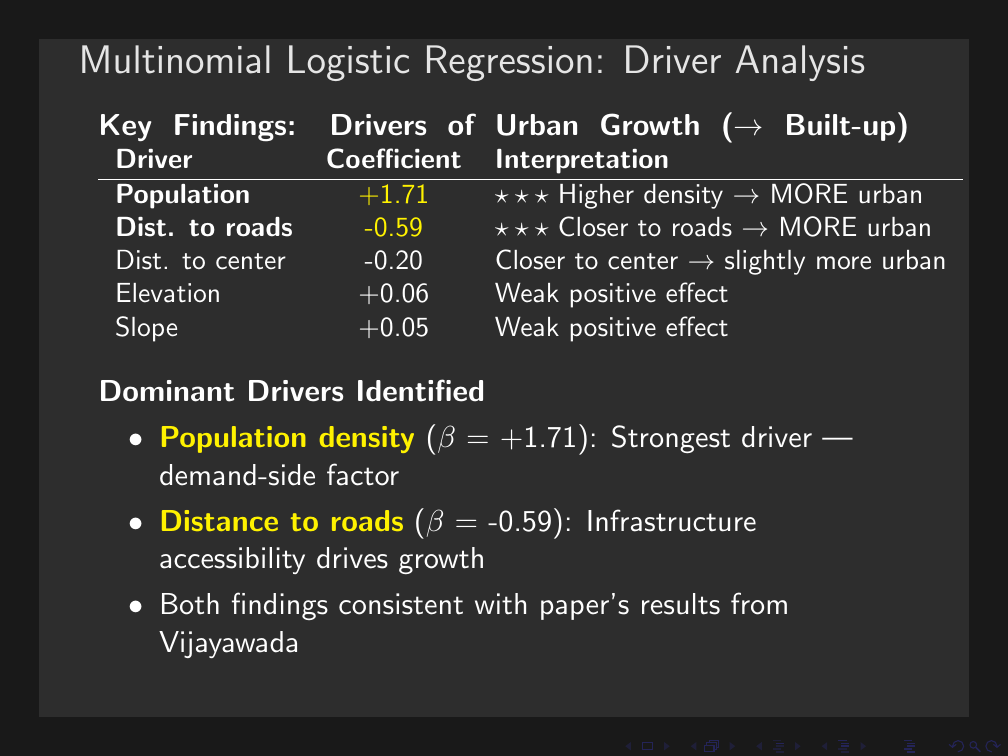 Multinomial Logistic Regression: Driver Analysis
Key Findings: Drivers of Urban Growth (→ Built-up)
Driver Coefficient Interpretation
Population +1.71 ⋆⋆⋆ Higher density → MORE urban
Dist. to roads -0.59 ⋆⋆⋆ Closer to roads → MORE urban
Dist. to center -0.20 Closer to center → slightly more urban
Elevation +0.06 Weak positive effect
Slope +0.05 Weak positive effect
Dominant Drivers Identified
• Population density (β = +1.71): Strongest driver —
demand-side factor
• Distance to roads (β = -0.59): Infrastructure
accessibility drives growth
• Both findings consistent with paper's results from
Vijayawada